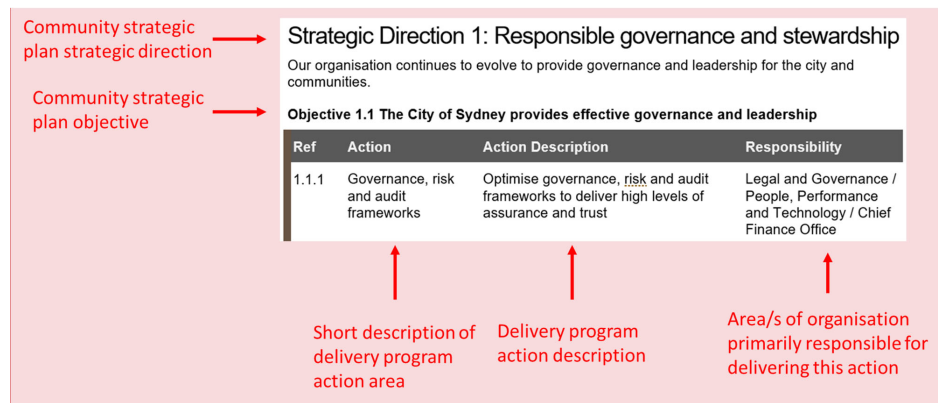 Community strategic
plan strategic direction
Strategic Direction 1: Responsible governance and stewardship
Our organisation continues to evolve to provide governance and leadership for the city and
communities.
Community strategic
plan objective
Objective 1.1 The City of Sydney provides effective governance and leadership
Ref Action Action Description Responsibility
1.1.1 Governance, risk Optimise governance, risk and audit Legal and Governance /
and audit frameworks to deliver high levels of People, Performance
frameworks assurance and trust and Technology / Chief
Finance Office
Short description of
delivery program
action area
Delivery program
action description
Area/s of organisation
primarily responsible for
delivering this action